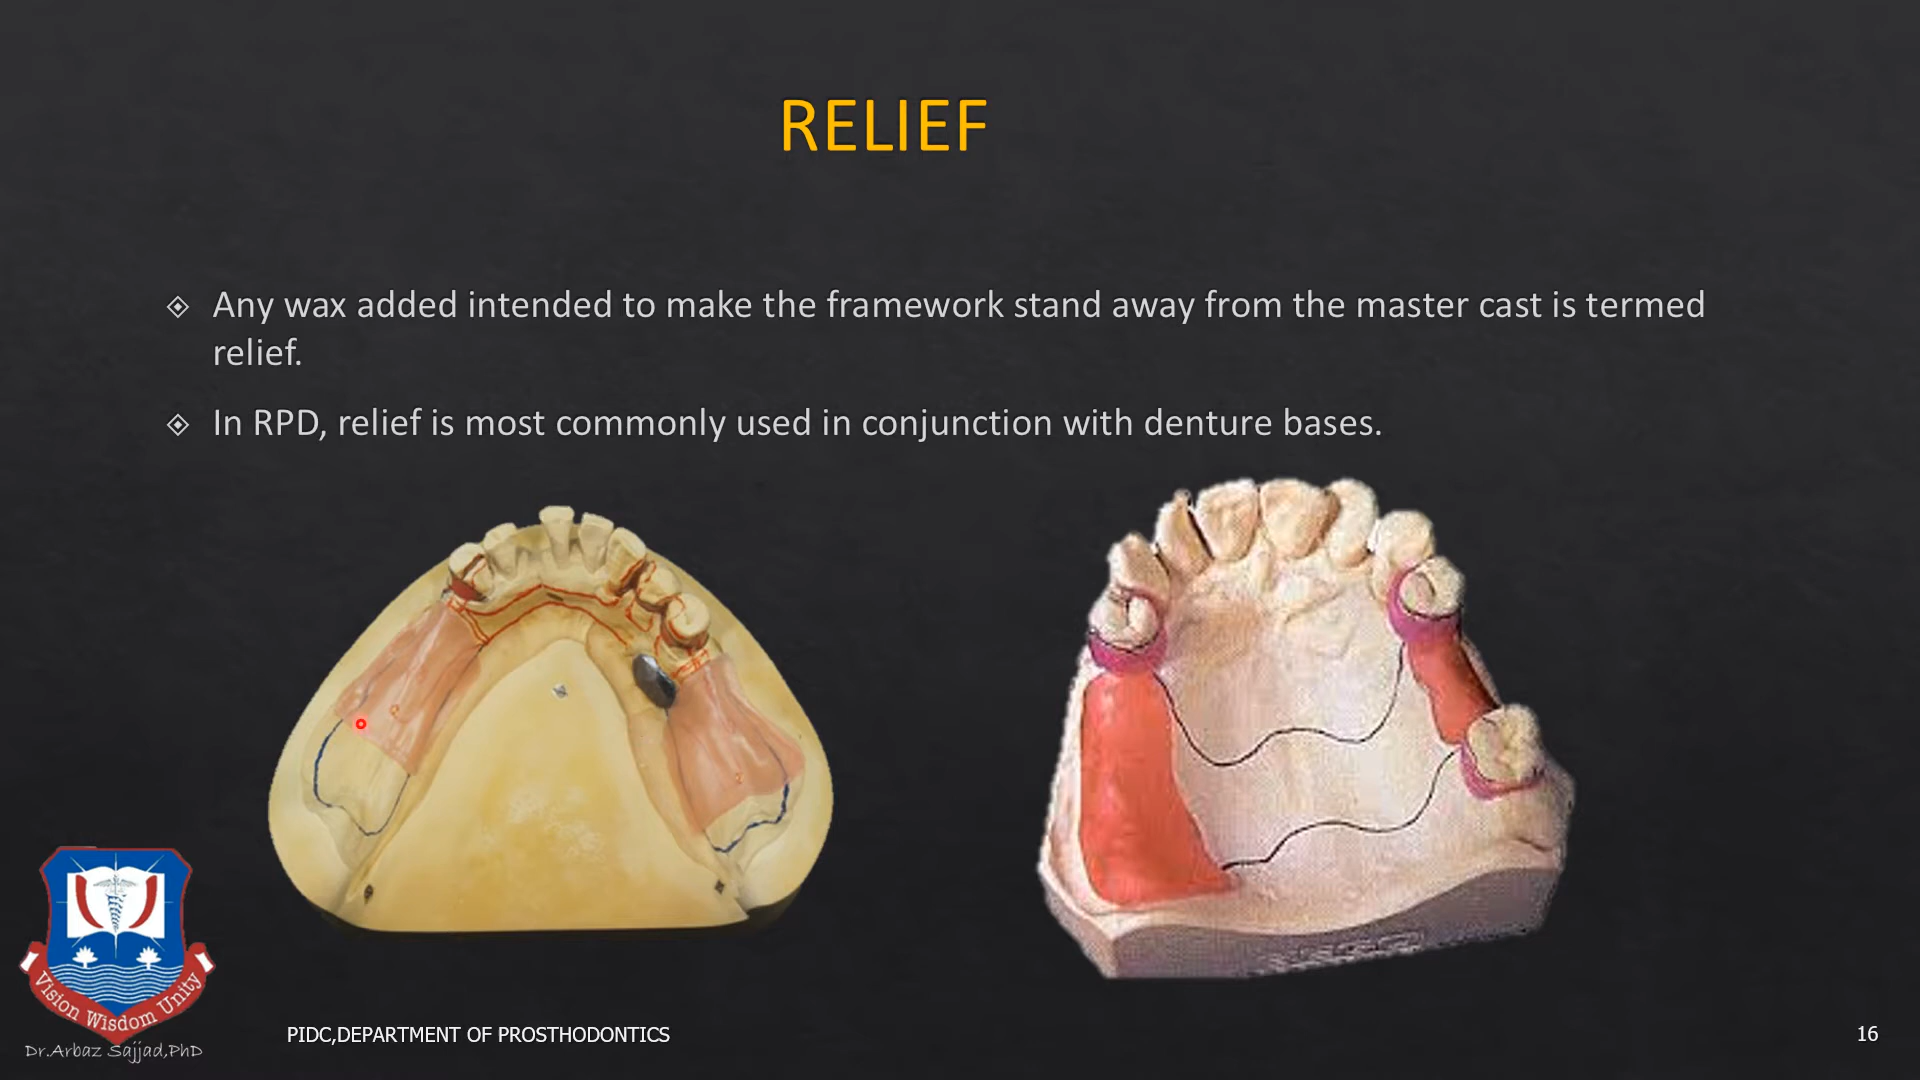 RELIEF
Any wax added intended to make the framework stand away from the master cast is termed
relief.
In RPD, relief is most commonly used in conjunction with denture bases.
Vision Wisdom Unity
Dr.Arbaz Sajjad,PhD
PIDC,DEPARTMENT OF PROSTHODONTICS
16